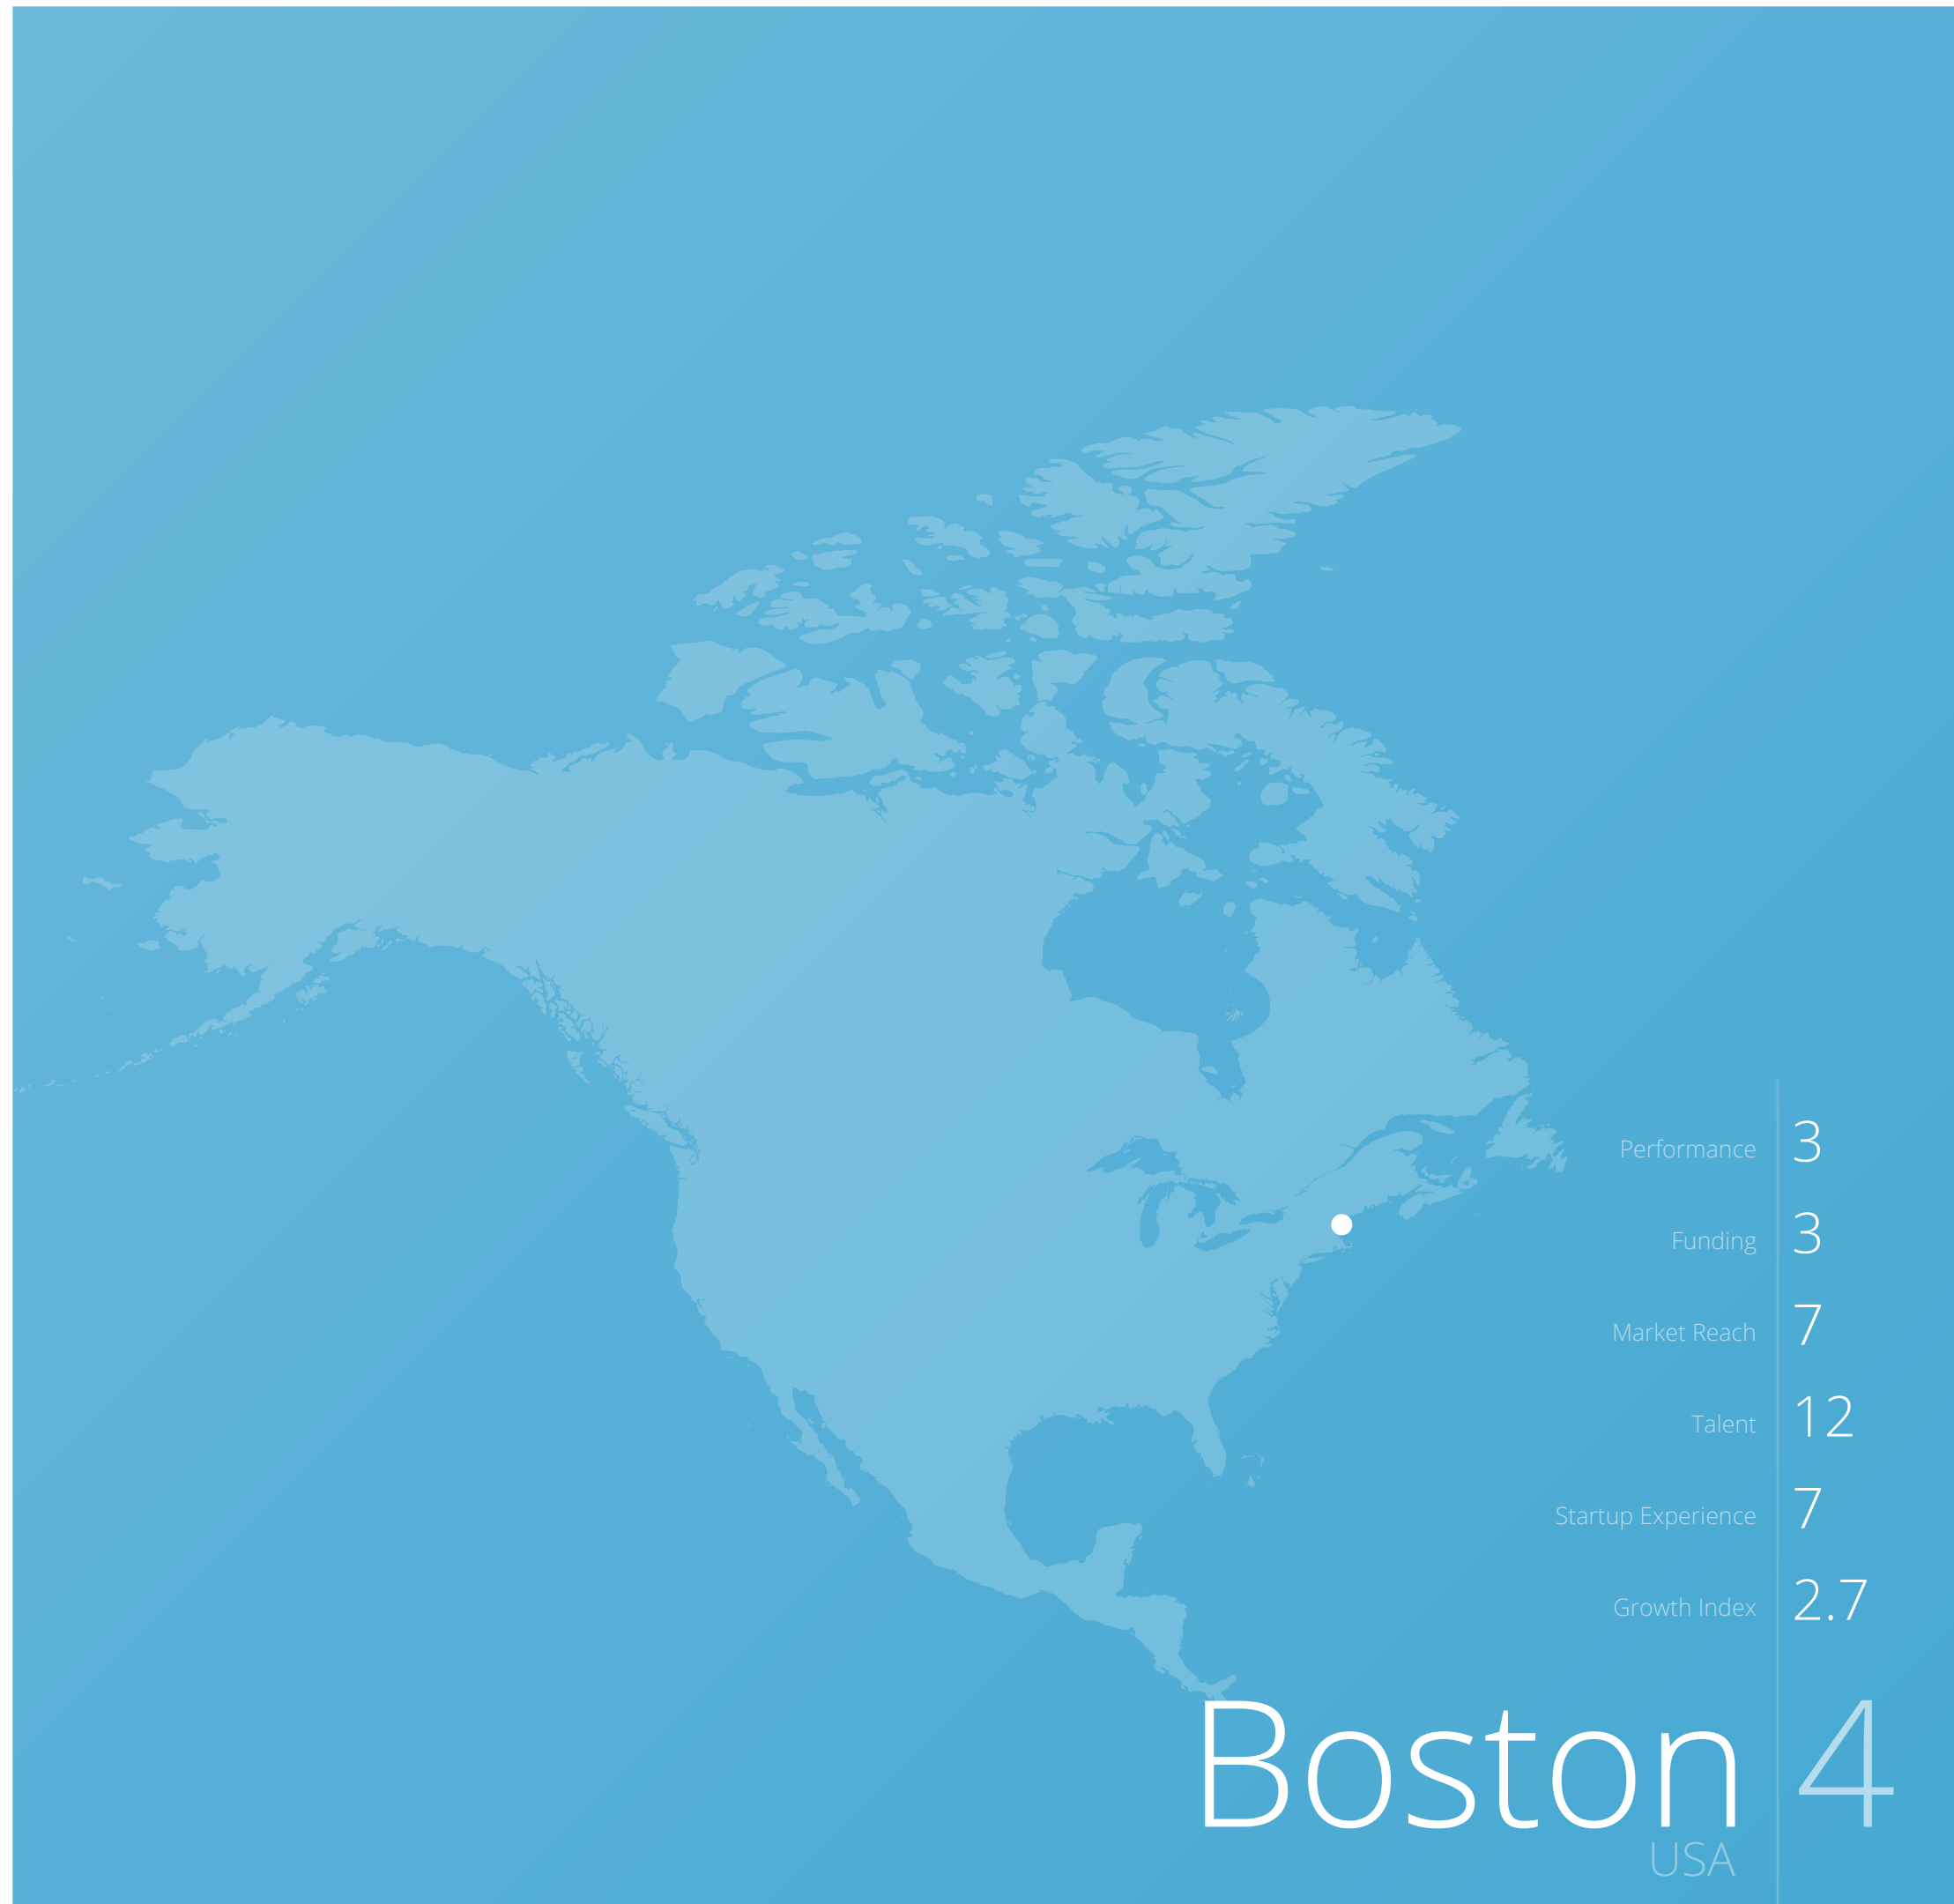 Performance 3
Funding 3
Market Reach 7
Talent 12
Startup Experience 7
Growth Index 2.7
Boston 4
USA